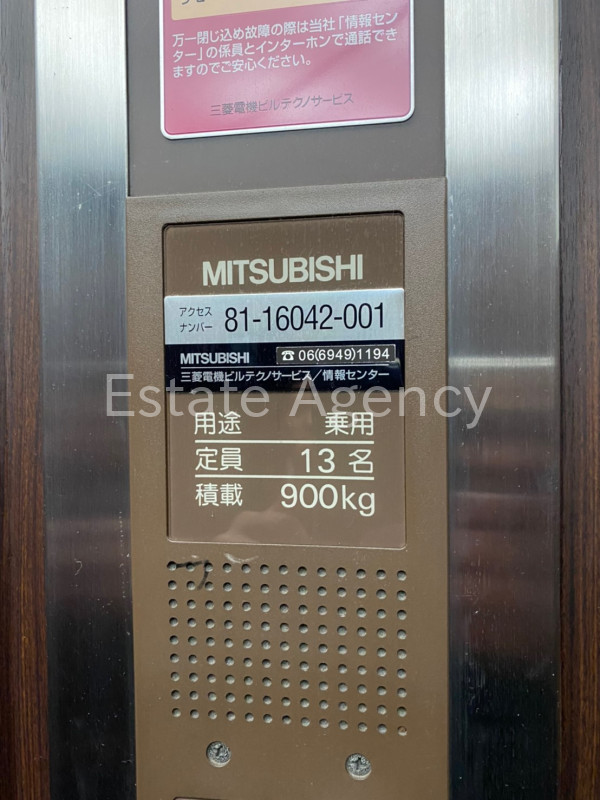 万一閉じ込め故障の際は当社「情報セン
ター」の係員とインターホンで通話でき
ますのでご安心ください。
三菱電機ビルテクノサービス
MITSUBISHI
アクセス
ナンバー 81-16042-001
MITSUBISHI ☎ 06(6949)1194
三菱電機ビルテクノサービス/情報センター
Estate Agency
用途 乗用
定員 13 名
積載 900kg